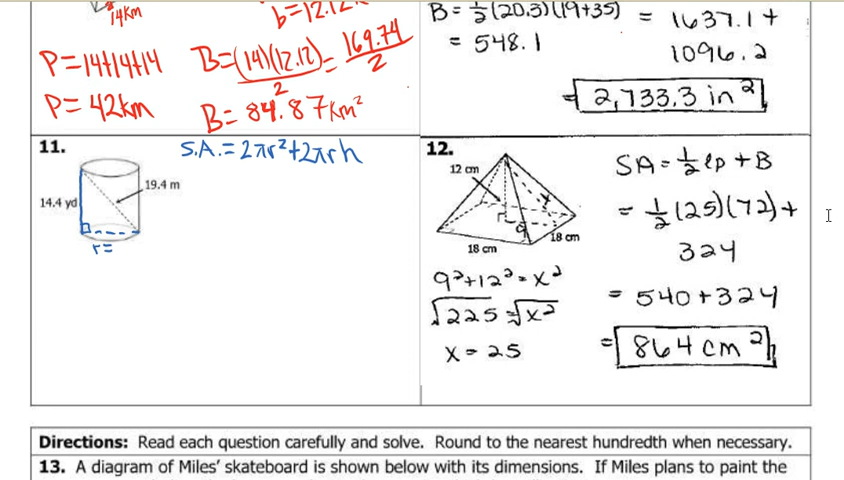 14km
b=12.12
P=14+14+14
B=(14)(12.12)/2=169.74/2
P=42km
B=84.87km²
B=½(20.3)(19+35)
= 548.1
= 1637.1 +
1096.2
= 2,733.3 in²
11.
S.A.=2πr²+2πrh
19.4 m
14.4 yd
r=
12.
12 cm
x
9
18 cm
18 cm
9²+12²=x²
√225=√x²
x=25
SA=½lp+B
=½(25)(72)+
324
=540+324
=864cm²
Directions: Read each question carefully and solve. Round to the nearest hundredth when necessary.
13. A diagram of Miles' skateboard is shown below with its dimensions. If Miles plans to paint the